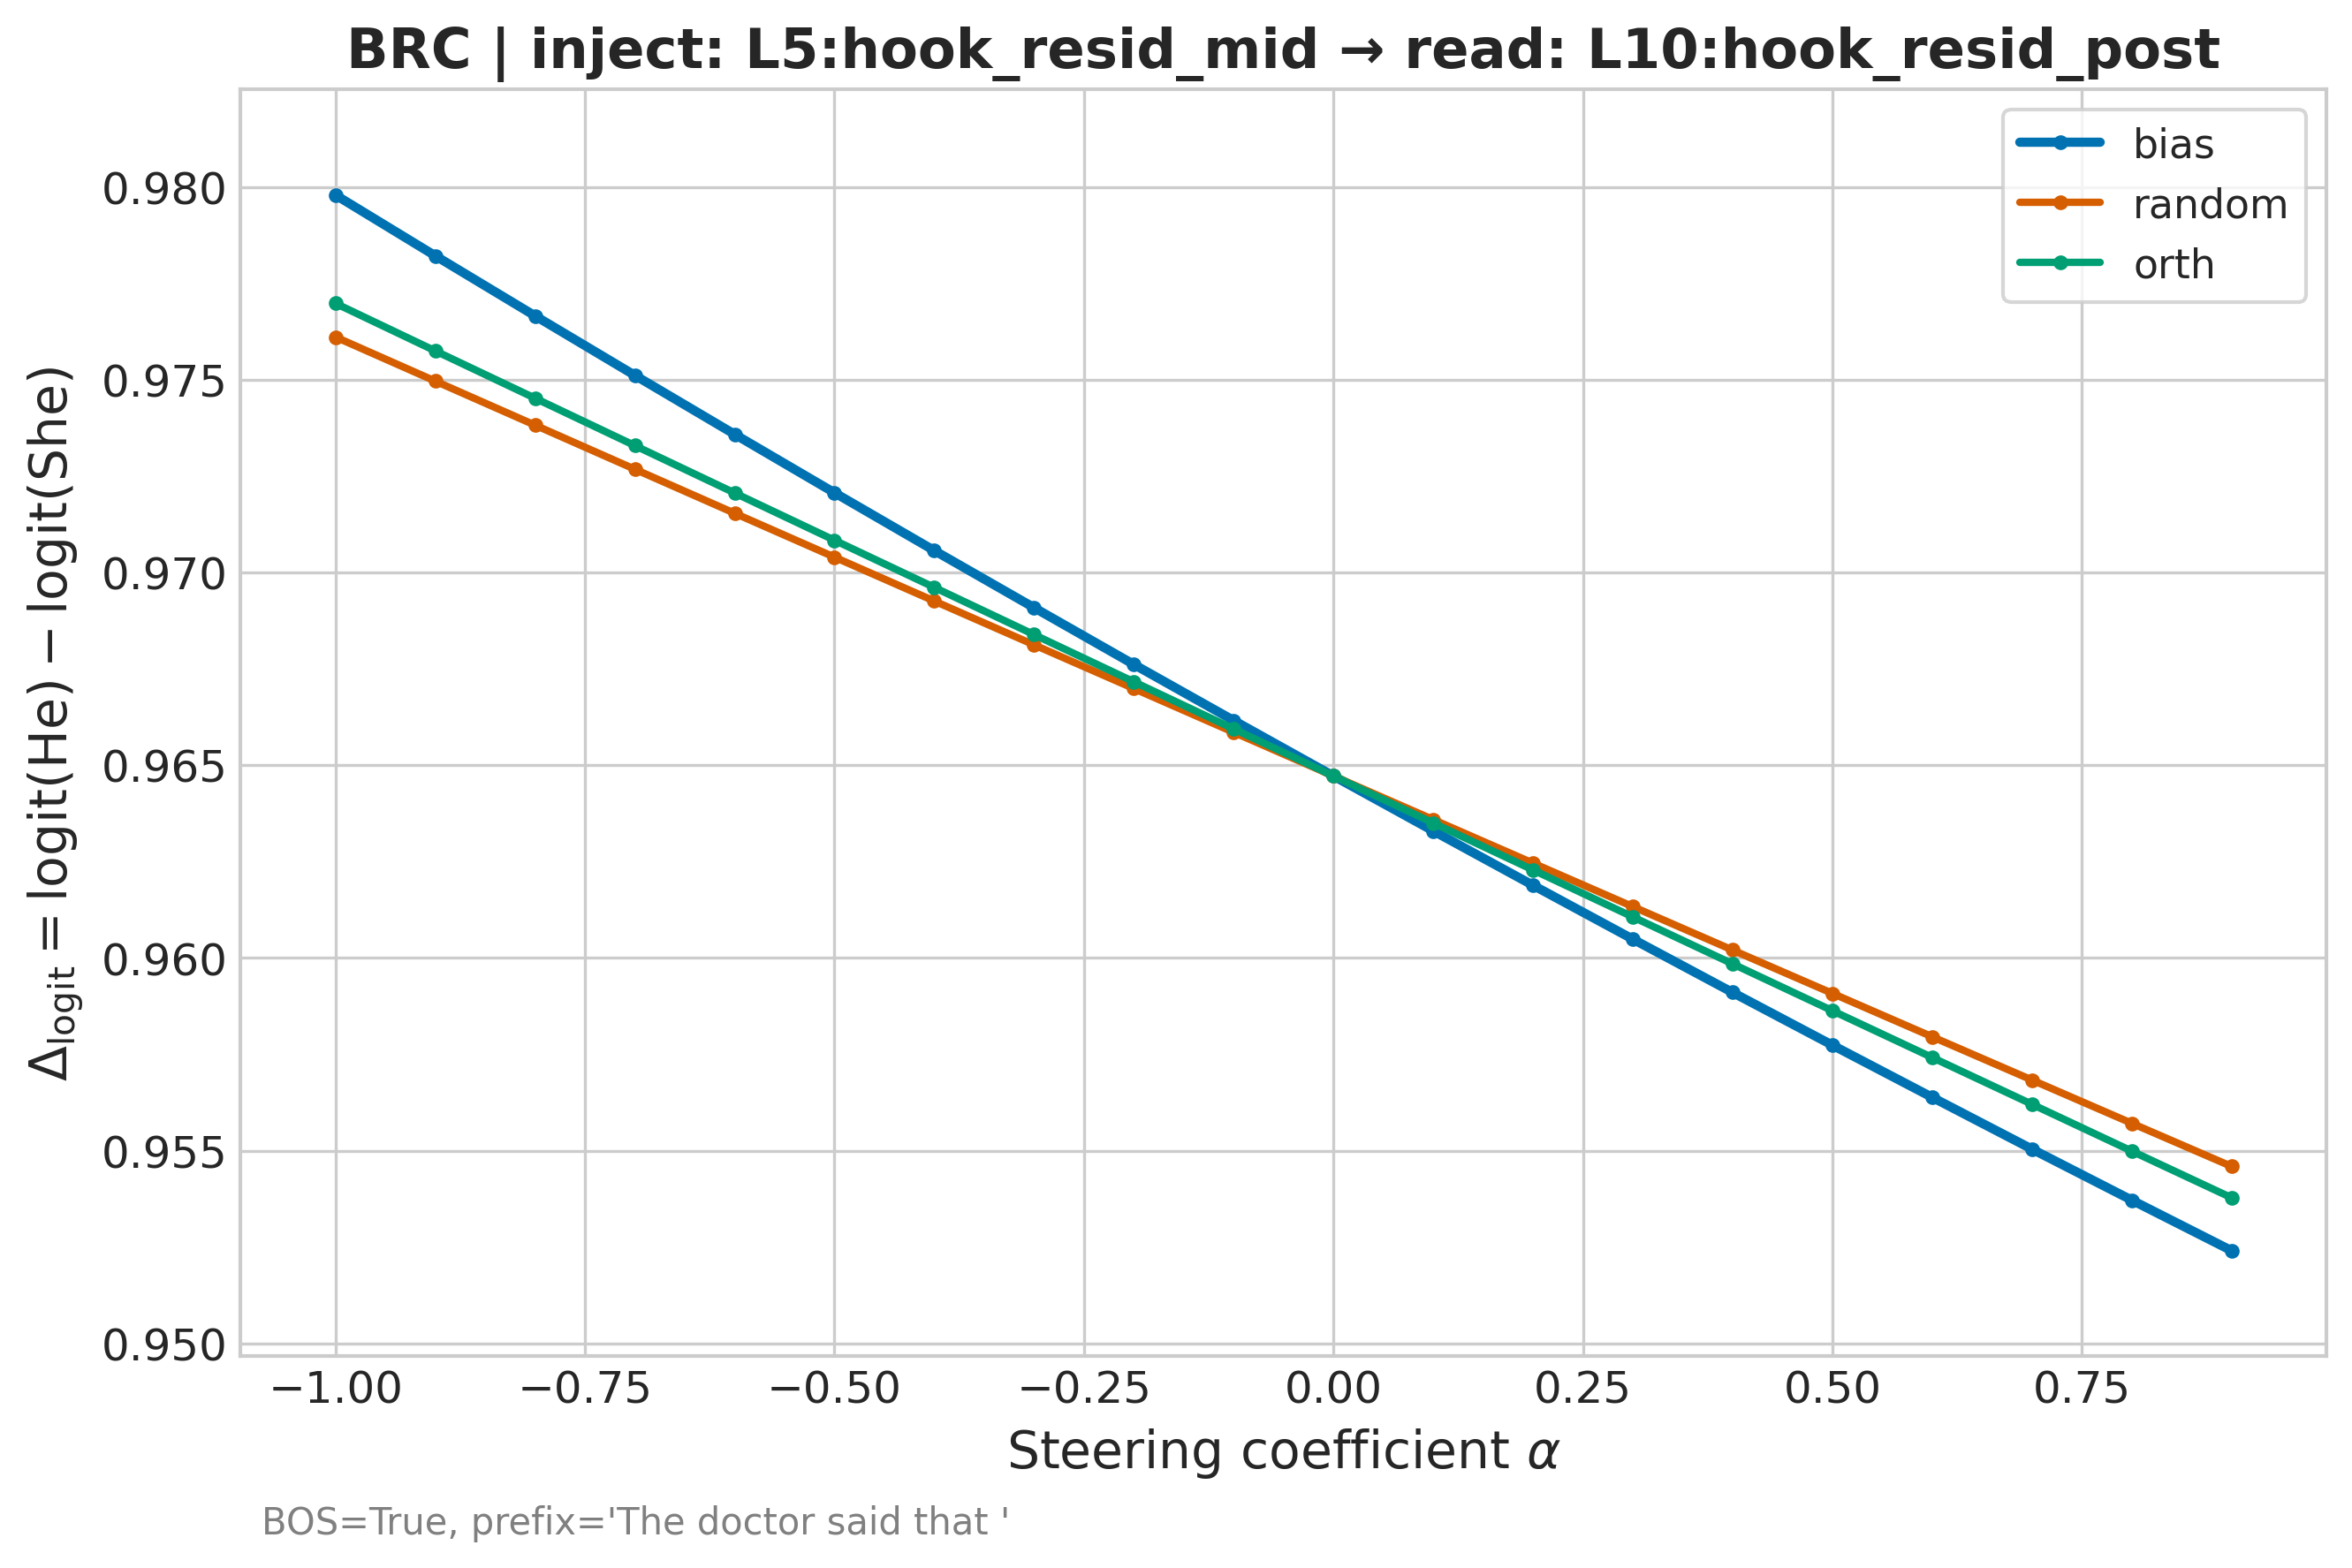 BRC | inject: L5:hook_resid_mid → read: L10:hook_resid_post
bias
random
orth
Δlogit = logit(He) − logit(She)
0.980
0.975
0.970
0.965
0.960
0.955
0.950
−1.00 −0.75 −0.50 −0.25 0.00 0.25 0.50 0.75
Steering coefficient α
BOS=True, prefix='The doctor said that '